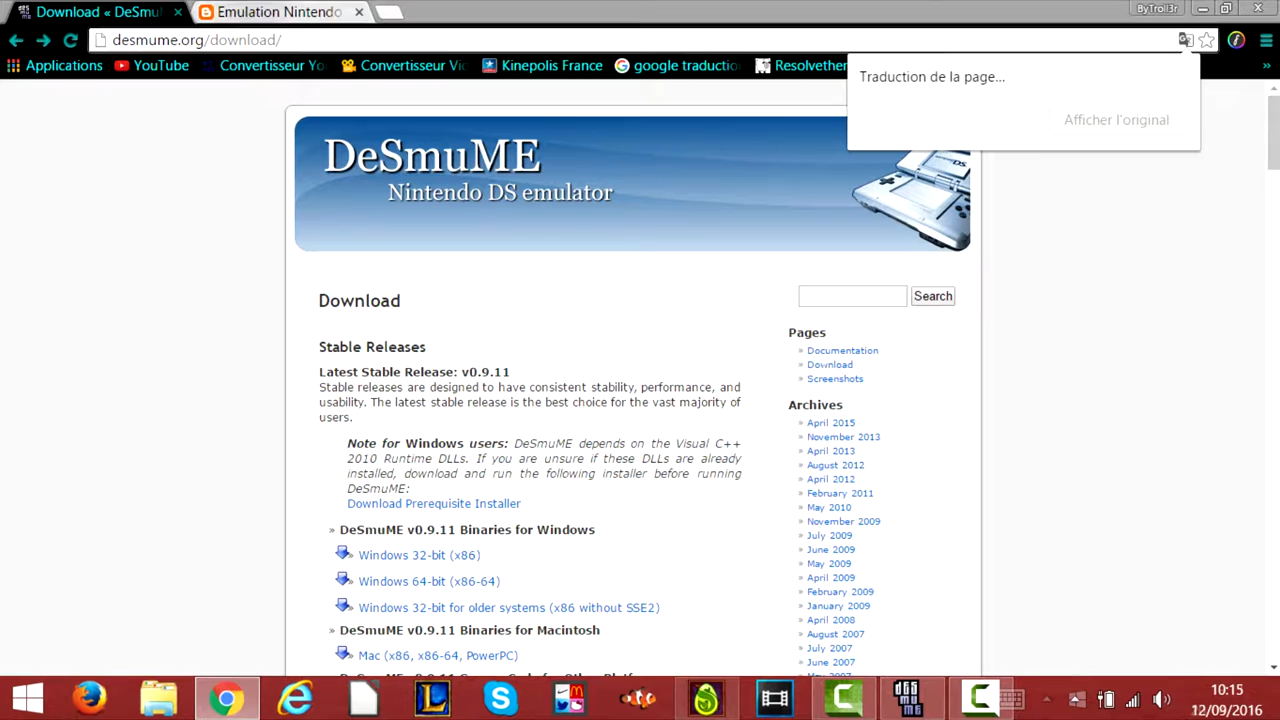 Download « DeSmuM
Emulation Nintendo
ByTroll3r
desmume.org/download/
Applications
YouTube
Convertisseur Yo
Convertisseur Vic
Kinepolis France
google traductio
Resolvethem
»
Traduction de la page...
Afficher l'original
DeSmuME
Nintendo DS emulator
Download
Search
Stable Releases
Latest Stable Release: v0.9.11
Stable releases are designed to have consistent stability, performance, and
usability. The latest stable release is the best choice for the vast majority of
users.
Note for Windows users: DeSmuME depends on the Visual C++
2010 Runtime DLLs. If you are unsure if these DLLs are already
installed, download and run the following installer before running
DeSmuME:
Download Prerequisite Installer
» DeSmuME v0.9.11 Binaries for Windows
» Windows 32-bit (x86)
» Windows 64-bit (x86-64)
» Windows 32-bit for older systems (x86 without SSE2)
» DeSmuME v0.9.11 Binaries for Macintosh
» Mac (x86, x86-64, PowerPC)
Pages
» Documentation
» Download
» Screenshots
Archives
» April 2015
» November 2013
» April 2013
» August 2012
» April 2012
» February 2011
» May 2010
» November 2009
» July 2009
» June 2009
» May 2009
» April 2009
» February 2009
» January 2009
» April 2008
» August 2007
» July 2007
» June 2007
10:15
12/09/2016